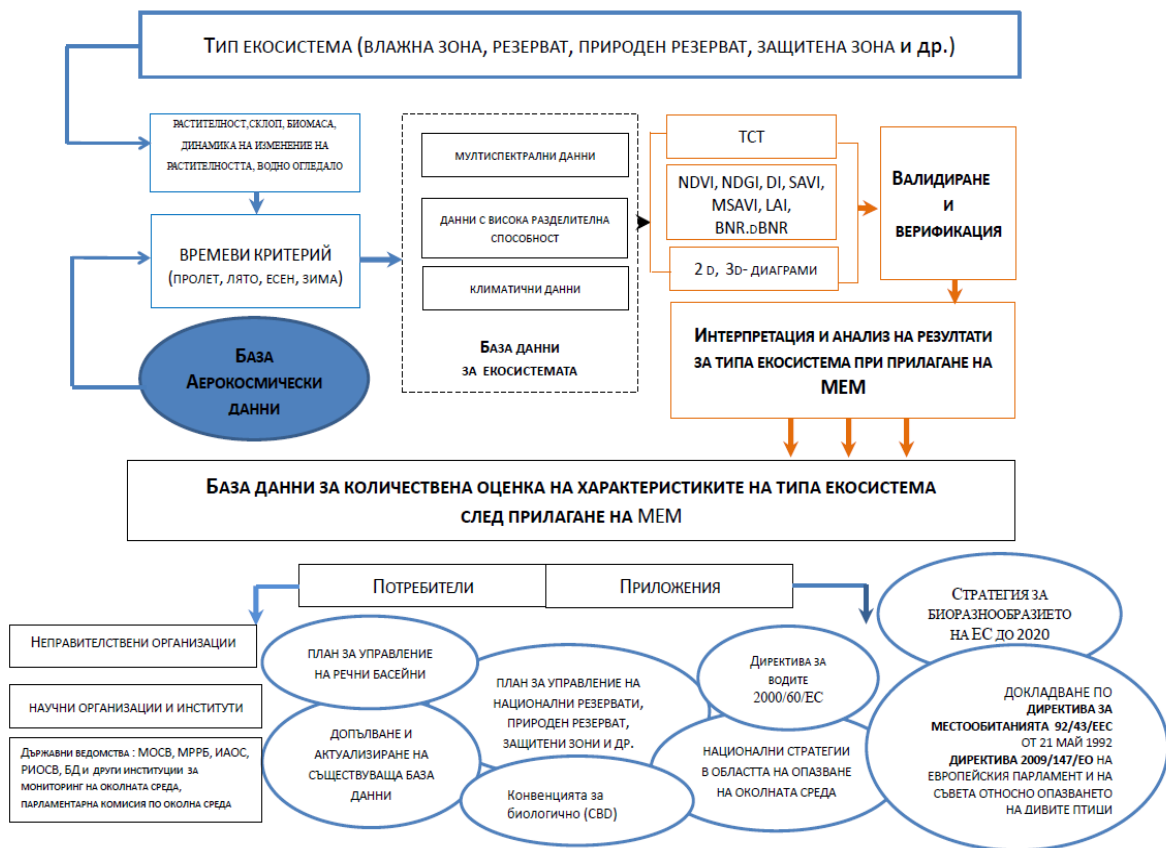 ТИП ЕКОСИСТЕМА (ВЛАЖНА ЗОНА, РЕЗЕРВАТ, ПРИРОДЕН РЕЗЕРВАТ, ЗАЩИТЕНА ЗОНА и др.)
РАСТИТЕЛНОСТ,СКЛОП, БИОМАСА,
ДИНАМИКА НА ИЗМЕНЕНИЕ НА
РАСТИТЕЛНОСТТА, ВОДНО ОГЛЕДАЛО
ВРЕМЕВИ КРИТЕРИЙ
(ПРОЛЕТ, ЛЯТО, ЕСЕН, ЗИМА)
БАЗА
АЕРОКОСМИЧЕСКИ
ДАННИ
МУЛТИСПЕКТРАЛНИ ДАННИ
ДАННИ С ВИСОКА РАЗДЕЛИТЕЛНА
СПОСОБНОСТ
КЛИМАТИЧНИ ДАННИ
БАЗА ДАННИ
ЗА ЕКОСИСТЕМАТА
ТСТ
NDVI, NDGI, DI, SAVI,
MSAVI, LAI,
BNR.DBNR
2 D, 3D- ДИАГРАМИ
ВАЛИДИРАНЕ
И
ВЕРИФИКАЦИЯ
ИНТЕРПРЕТАЦИЯ И АНАЛИЗ НА РЕЗУЛТАТИ
ЗА ТИПА ЕКОСИСТЕМА ПРИ ПРИЛАГАНЕ НА
МЕМ
БАЗА ДАННИ ЗА КОЛИЧЕСТВЕНА ОЦЕНКА НА ХАРАКТЕРИСТИКИТЕ НА ТИПА ЕКОСИСТЕМА
СЛЕД ПРИЛАГАНЕ НА МЕМ
ПОТРЕБИТЕЛИ
ПРИЛОЖЕНИЯ
НЕПРАВИТЕЛСТВЕНИ ОРГАНИЗАЦИИ
НАУЧНИ ОРГАНИЗАЦИИ И ИНСТИТУТИ
ДЪРЖАВНИ ВЕДОМСТВА : МОСВ, МРРБ, ИАОС,
РИОСВ, БД И ДРУГИ ИНСТИТУЦИИ ЗА
МОНИТОРИНГ НА ОКОЛНАТА СРЕДА,
ПАРЛАМЕНТАРНА КОМИСИЯ ПО ОКОЛНА СРЕДА
ПЛАН ЗА УПРАВЛЕНИЕ
НА РЕЧНИ БАСЕЙНИ
ДОПЪЛВАНЕ И
АКТУАЛИЗИРАНЕ НА
СЪЩЕСТВУВАЩА БАЗА
ДАННИ
ПЛАН ЗА УПРАВЛЕНИЕ НА
НАЦИОНАЛНИ РЕЗЕРВАТИ,
ПРИРОДЕН РЕЗЕРВАТ,
ЗАЩИТЕНИ ЗОНИ И ДР.
Конвенцията за
биологично (CBD)
ДИРЕКТИВА ЗА
ВОДИТЕ
2000/60/ЕС
НАЦИОНАЛНИ СТРАТЕГИИ
В ОБЛАСТТА НА ОПАЗВАНЕ
НА ОКОЛНАТА СРЕДА
СТРАТЕГИЯ ЗА
БИОРАЗНООБРАЗИЕТО
НА ЕС ДО 2020
ДОКЛАДВАНЕ ПО
ДИРЕКТИВА ЗА
МЕСТООБИТАНИЯТА 92/43/ЕЕС
ОТ 21 МАЙ 1992
ДИРЕКТИВА 2009/147/ЕО НА
ЕВРОПЕЙСКИЯ ПАРЛАМЕНТ И НА
СЪВЕТА ОТНОСНО ОПАЗВАНЕТО
НА ДИВИТЕ ПТИЦИ